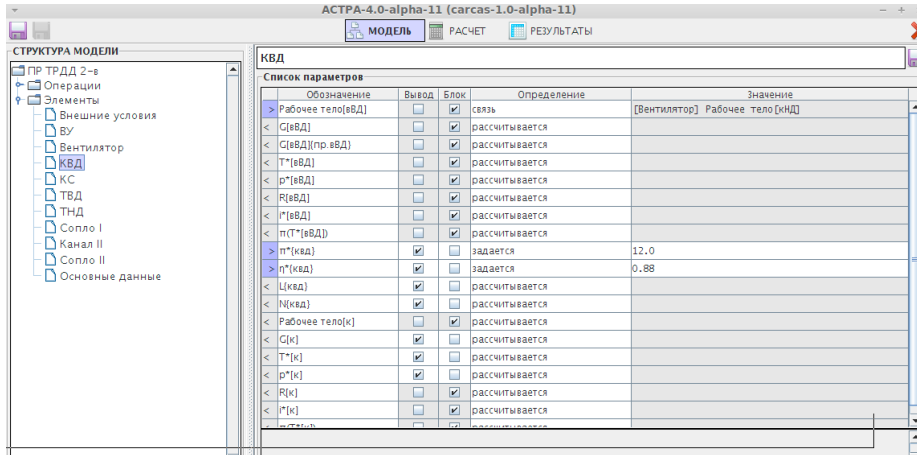 АСТРА-4.0-alpha-11 (carcas-1.0-alpha-11)
МОДЕЛЬ РАСЧЕТ РЕЗУЛЬТАТЫ
СТРУКТУРА МОДЕЛИ
ПР ТРДД 2-в
Операции
Элементы
Внешние условия
ВУ
Вентилятор
КВД
КС
ТВД
ТНД
Сопло I
Канал II
Сопло II
Основные данные
КВД
Список параметров
Обозначение Вывод Блок Определение Значение
> Рабочее тело[вВД] связь [Вентилятор] Рабочее тело[кНД]
< G[вВД] рассчитывается
< G[вВД]{пр.вВД} рассчитывается
< T*[вВД] рассчитывается
< p*[вВД] рассчитывается
< R[вВД] рассчитывается
< i*[вВД] рассчитывается
< π(T*[вВД]) рассчитывается
> π*{квд} задается 12.0
> η*{квд} задается 0.88
< L{квд} рассчитывается
< N{квд} рассчитывается
< Рабочее тело[к] рассчитывается
< G[к] рассчитывается
< T*[к] рассчитывается
< p*[к] рассчитывается
< R[к] рассчитывается
< i*[к] рассчитывается
< π(T*[к]) рассчитывается